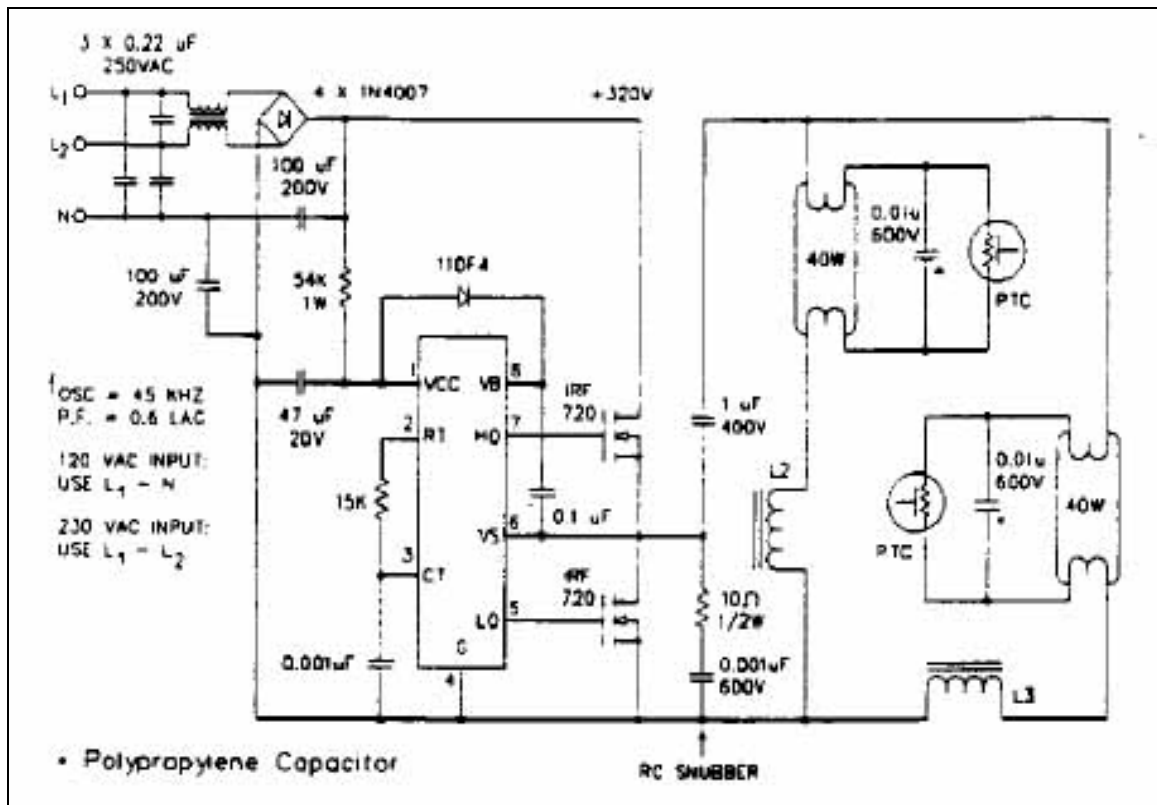 3 X 0.22 uF
250VAC
L1
L2
N
4 X 1N4007
+320V
100 uF
200V
100 uF
200V
54K
1W
11DF4
fOSC = 45 KHZ
P.F. = 0.6 LAC
120 VAC INPUT:
USE L1 - N
230 VAC INPUT:
USE L1 - L2
47 uF
20V
1
VCC
VB
8
2
RT
HO
7
15K
3
CT
VS
6
LO
5
G
4
0.001uF
0.1 uF
IRF
720
IRF
720
1 uF
400V
10Ω
1/2W
0.001uF
600V
RC SNUBBER
L2
40W
0.01u
600V
*
PTC
PTC
0.01u
600V
*
40W
L3
* Polypropylene Capacitor